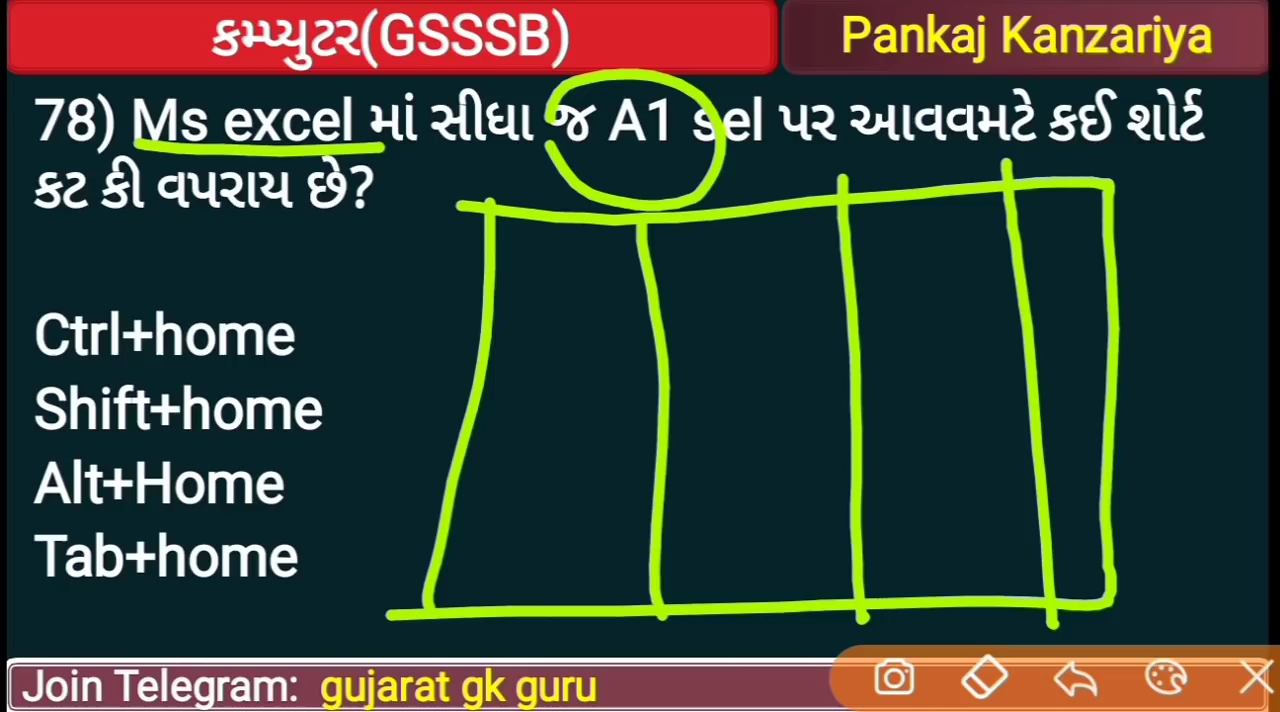 કમ્પ્યુટર(GSSSB)
Pankaj Kanzariya
78) Ms excel માં સીધા જ A1 sel પર આવવમટે કઈ શોર્ટ
કટ કી વપરાય છે?
Ctrl+home
Shift+home
Alt+Home
Tab+home
Join Telegram: gujarat gk guru